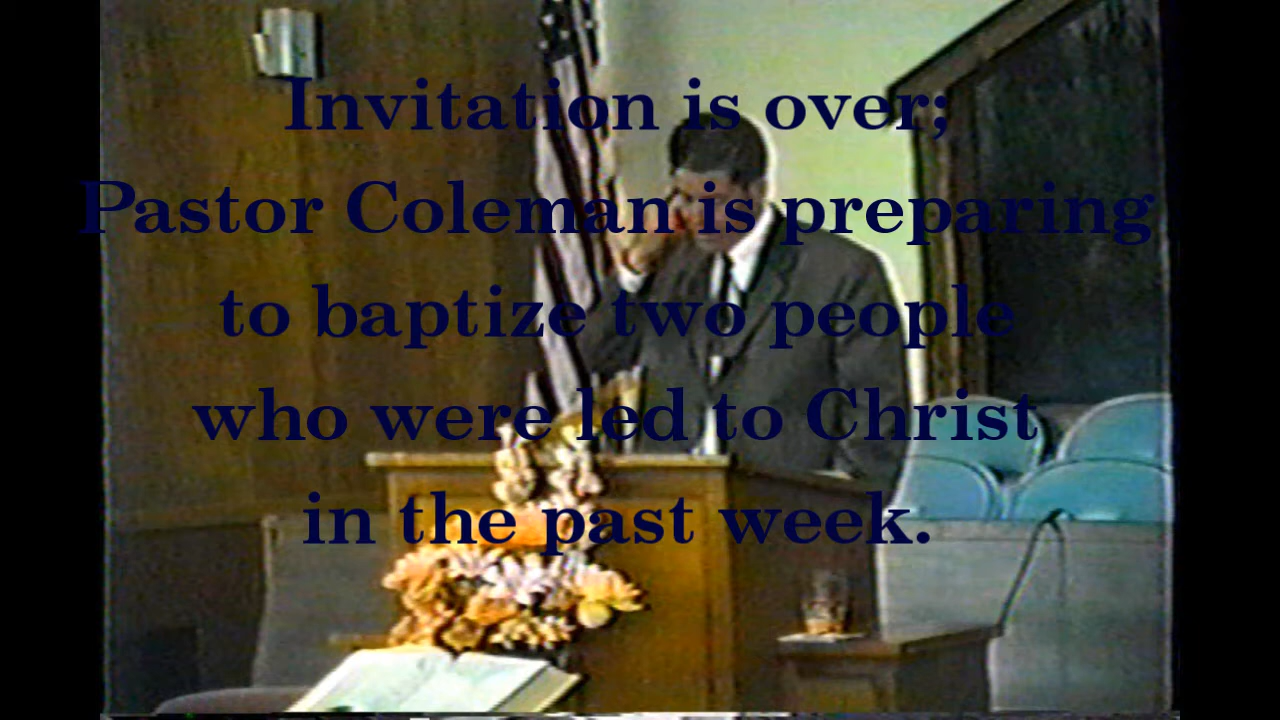 Invitation is over;
Pastor Coleman is preparing
to baptize two people
who were led to Christ
in the past week.